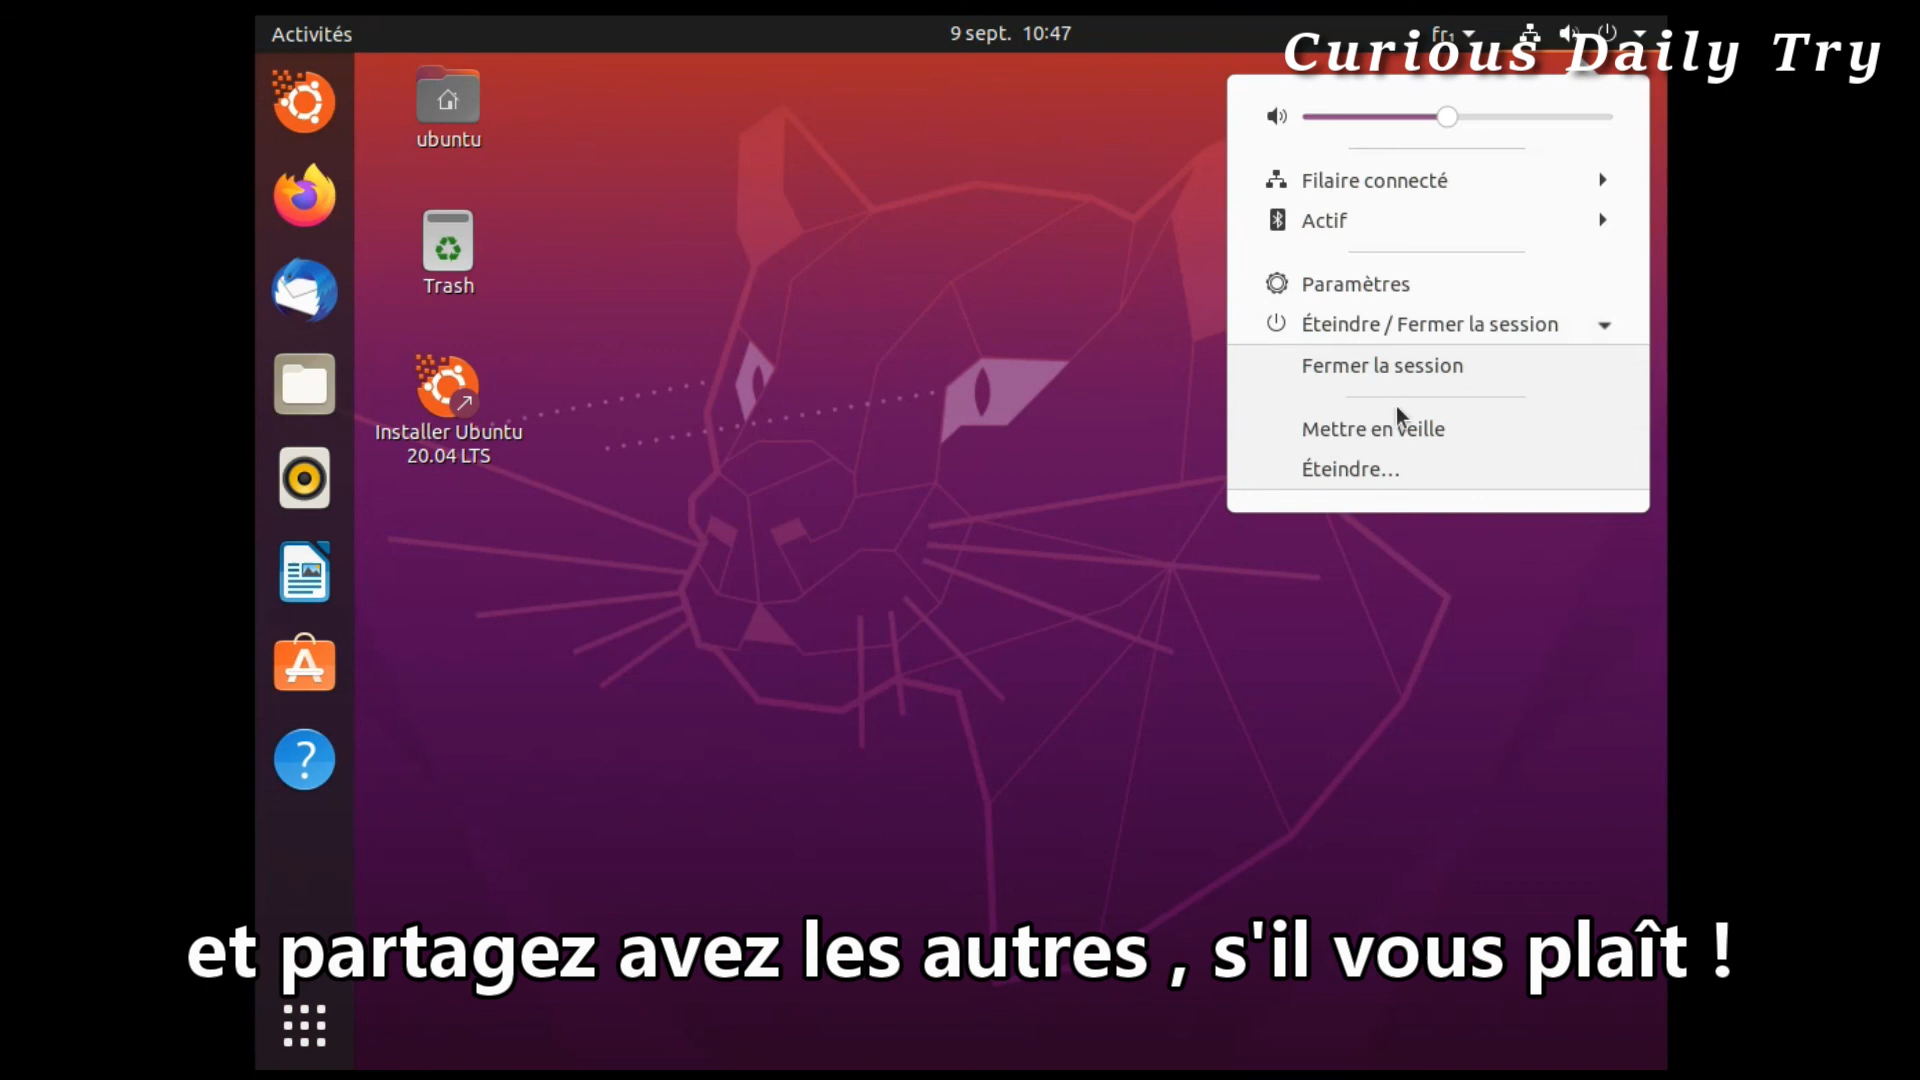 Activités
9 sept. 10:47
fr₁
Curious Daily Try
ubuntu
Trash
Installer Ubuntu
20.04 LTS
Filaire connecté
Actif
Paramètres
Éteindre / Fermer la session
Fermer la session
Mettre en veille
Éteindre…
et partagez avez les autres , s'il vous plaît !